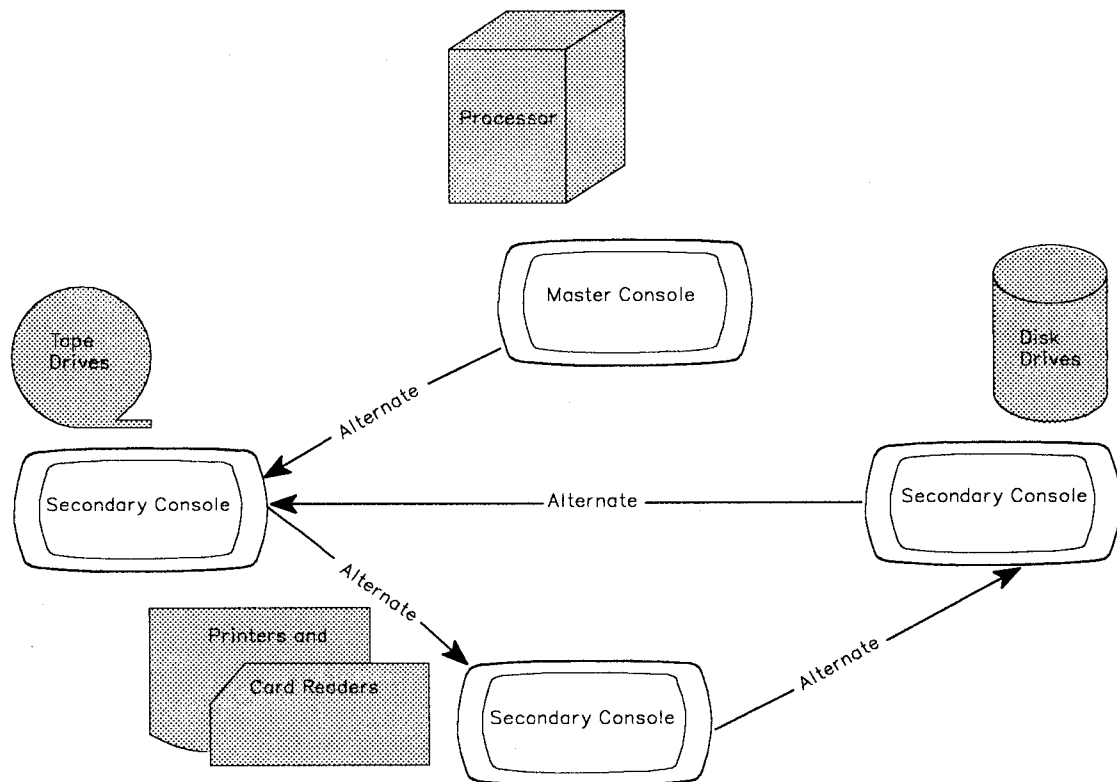 Processor
Master Console
Tape
Drives
Disk
Drives
Alternate
Secondary Console
Alternate
Secondary Console
Alternate
Printers and
Card Readers
Secondary Console
Alternate